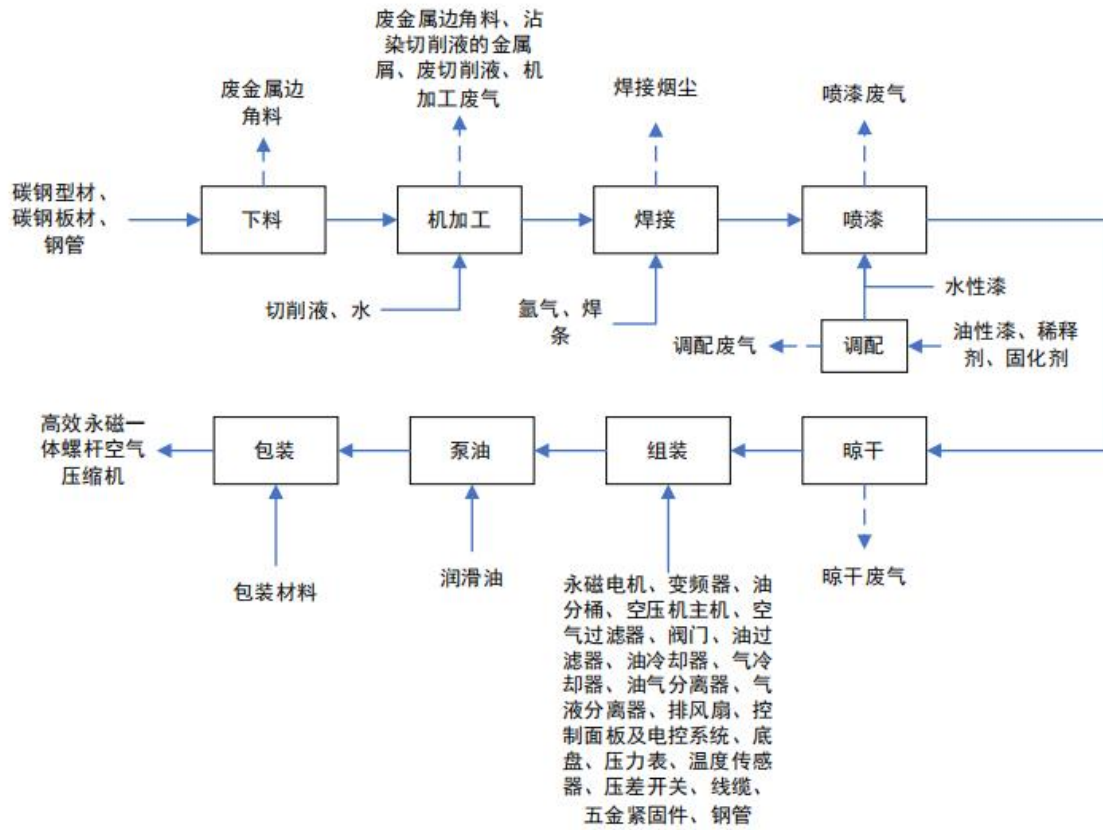 废金属边
角料
废金属边角料、沾
染切削液的金属
屑、废切削液、机
加工废气
焊接烟尘
喷漆废气
碳钢型材、
碳钢板材、
钢管
下料
机加工
焊接
喷漆
切削液、水
氩气、焊
条
水性漆
调配废气
调配
油性漆、稀释
剂、固化剂
高效永磁一
体螺杆空气
压缩机
包装
泵油
组装
晾干
包装材料
润滑油
永磁电机、变频器、油
分桶、空压机主机、空
气过滤器、阀门、油过
滤器、油冷却器、气冷
却器、油气分离器、气
液分离器、排风扇、控
制面板及电控系统、底
盘、压力表、温度传感
器、压差开关、线缆、
五金紧固件、钢管
晾干废气